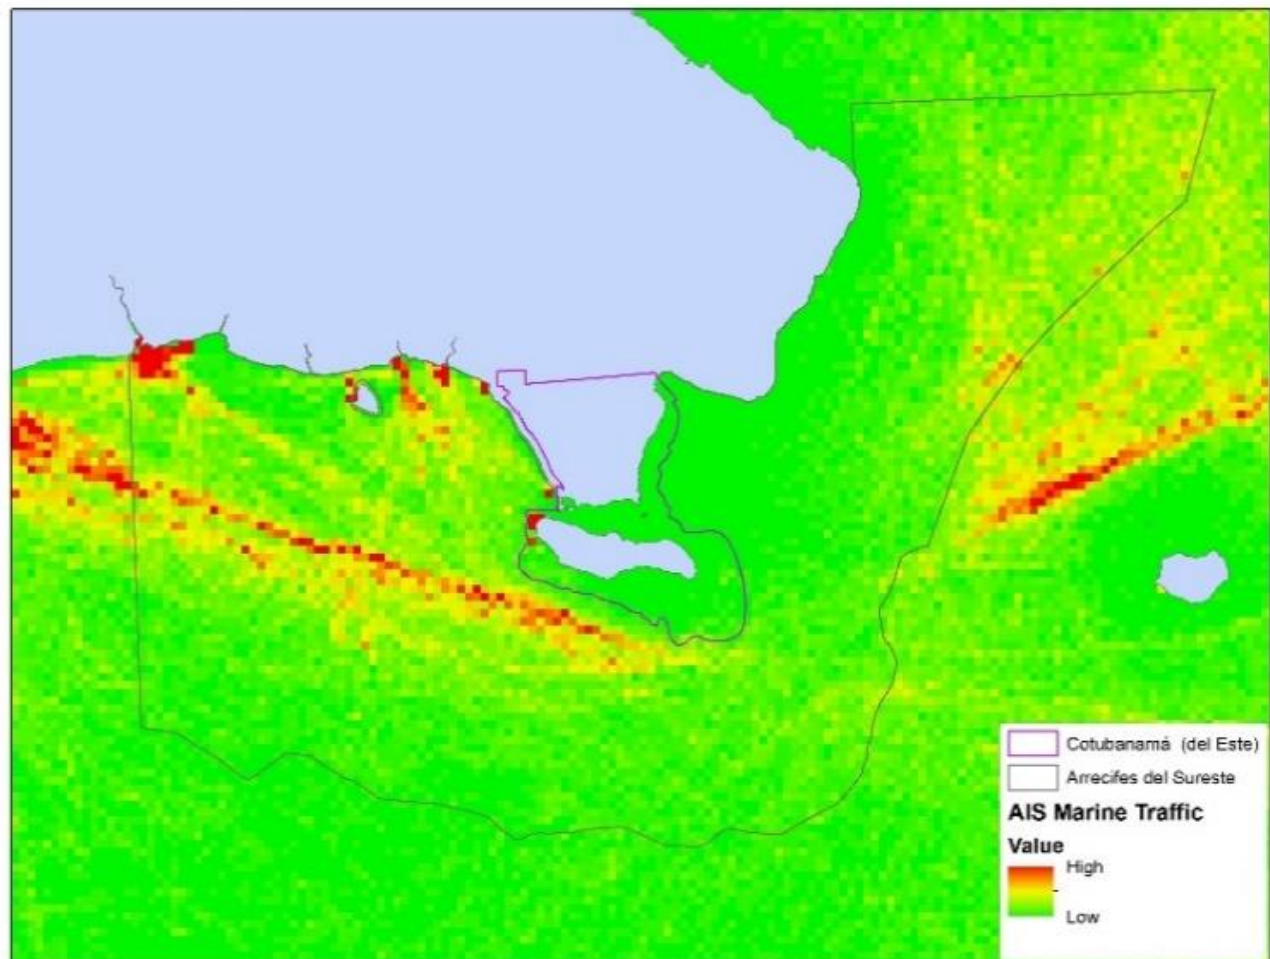 Cotubanamá (del Este)
Arrecifes del Sureste
AIS Marine Traffic
Value
High
Low